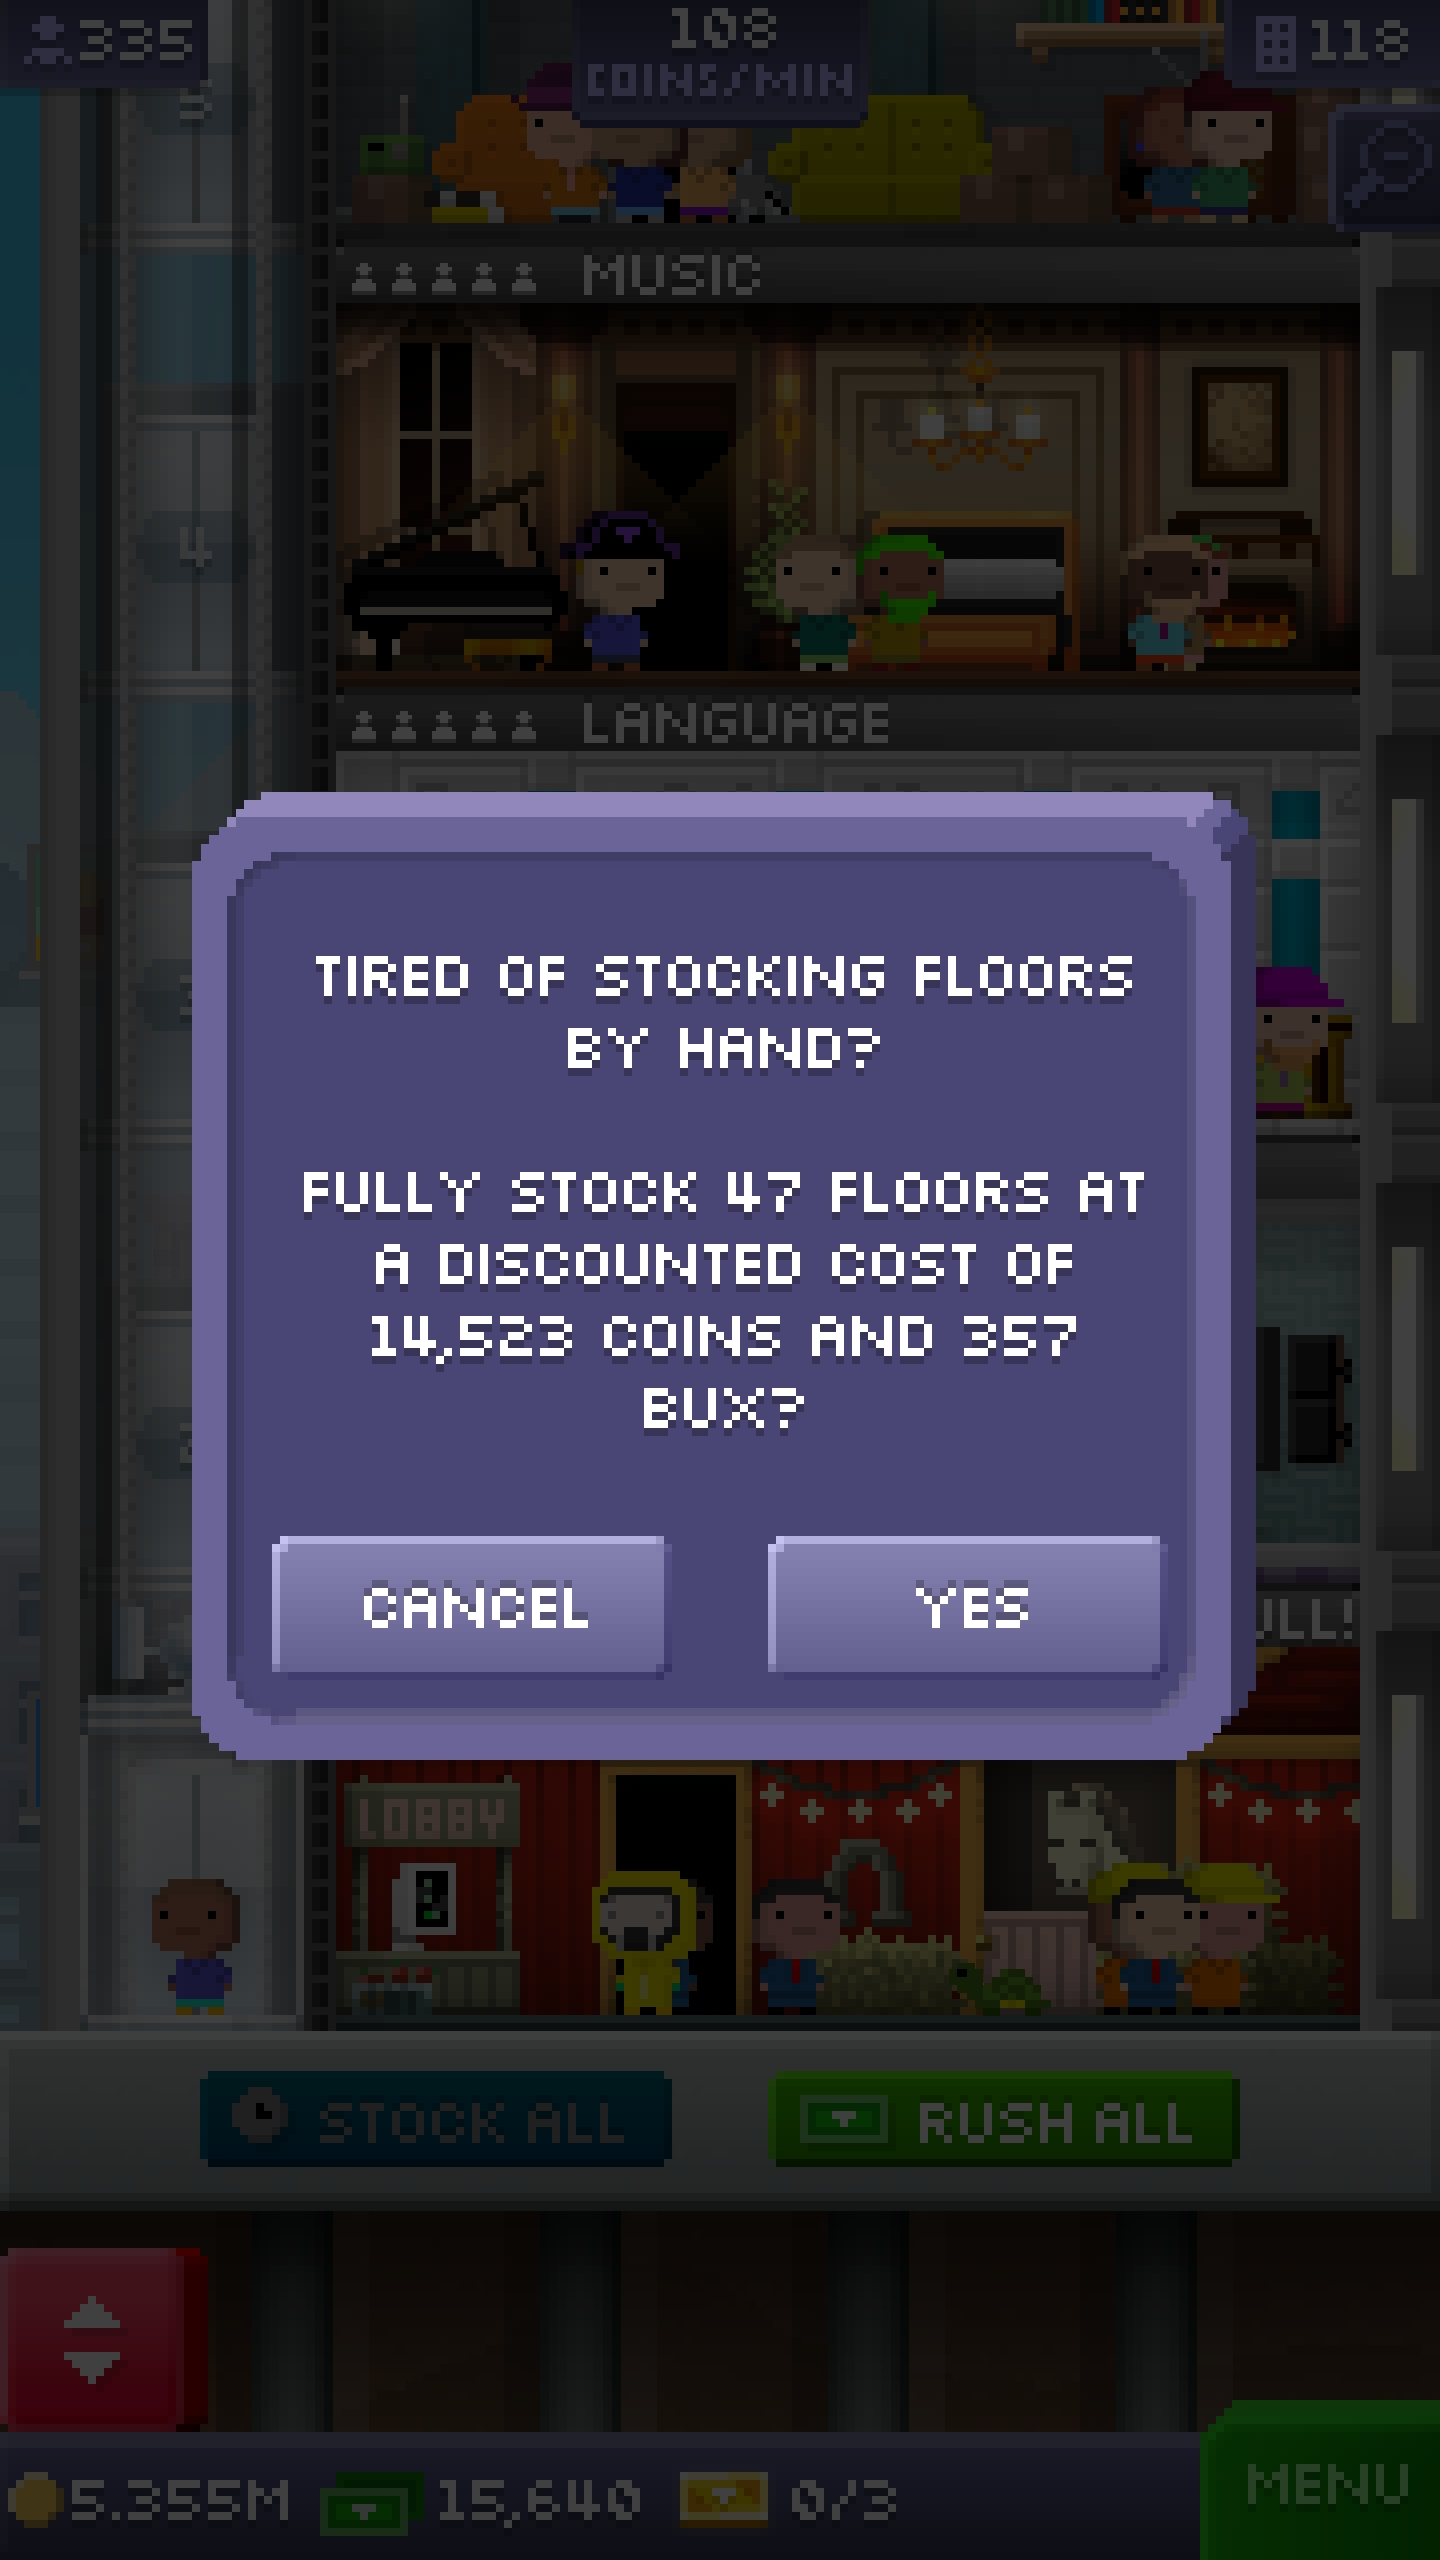 335
108
COINS/MIN
118
5
MUSIC
4
LANGUAGE
TIRED OF STOCKING FLOORS
BY HAND?
FULLY STOCK 47 FLOORS AT
A DISCOUNTED COST OF
14,523 COINS AND 357
BUX?
CANCEL
YES
LOBBY
STOCK ALL
RUSH ALL
5.355M
15,640
0/3
MENU